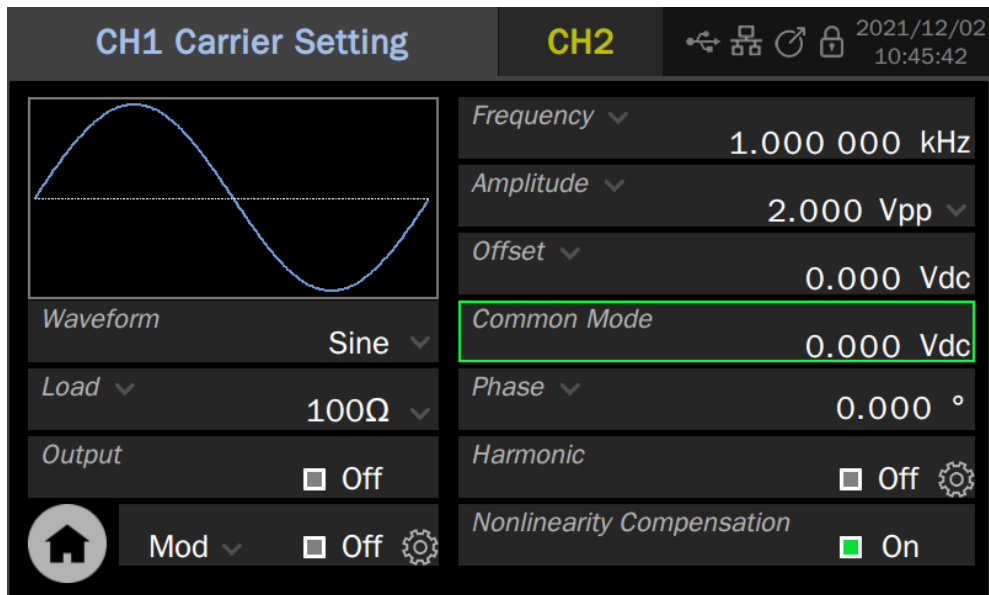 CH1 Carrier Setting
CH2
2021/12/02
10:45:42
Frequency
1.000 000 kHz
Amplitude
2.000 Vpp
Offset
0.000 Vdc
Waveform
Sine
Common Mode
0.000 Vdc
Load
100Ω
Phase
0.000 °
Output
Off
Harmonic
Off
Mod
Off
Nonlinearity Compensation
On